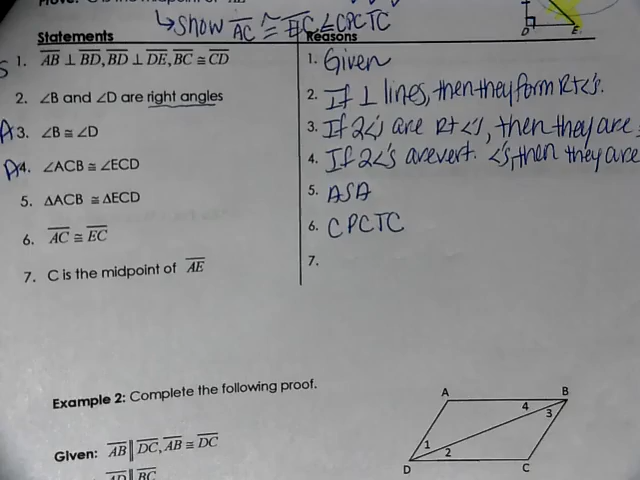 ↳ Show AC ≅ EC ∠ CPCTC
Statements Reasons
S 1. AB ⊥ BD, BD ⊥ DE, BC ≅ CD 1. Given
2. ∠B and ∠D are right angles 2. If ⊥ lines, then they form Rt ∠'s.
A 3. ∠B ≅ ∠D 3. If 2∠'s are Rt ∠'s, then they are ≅
A 4. ∠ACB ≅ ∠ECD 4. If 2∠'s are vert. ∠'s, then they are
5. ΔACB ≅ ΔECD 5. ASA
6. AC ≅ EC 6. CPCTC
7. C is the midpoint of AE 7.
Example 2: Complete the following proof.
Given: AB ∥ DC, AB ≅ DC
AD ∥ BC
D E
A B
4 3
1 2
D C